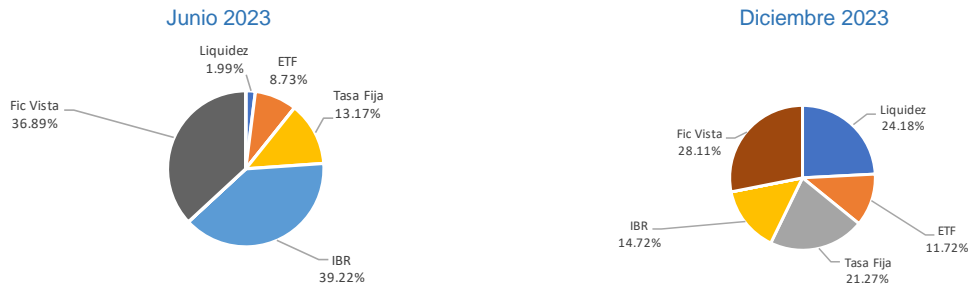 Junio 2023
Liquidez
1.99%
ETF
8.73%
Tasa Fija
13.17%
Fic Vista
36.89%
IBR
39.22%
Diciembre 2023
Liquidez
24.18%
Fic Vista
28.11%
IBR
14.72%
ETF
11.72%
Tasa Fija
21.27%